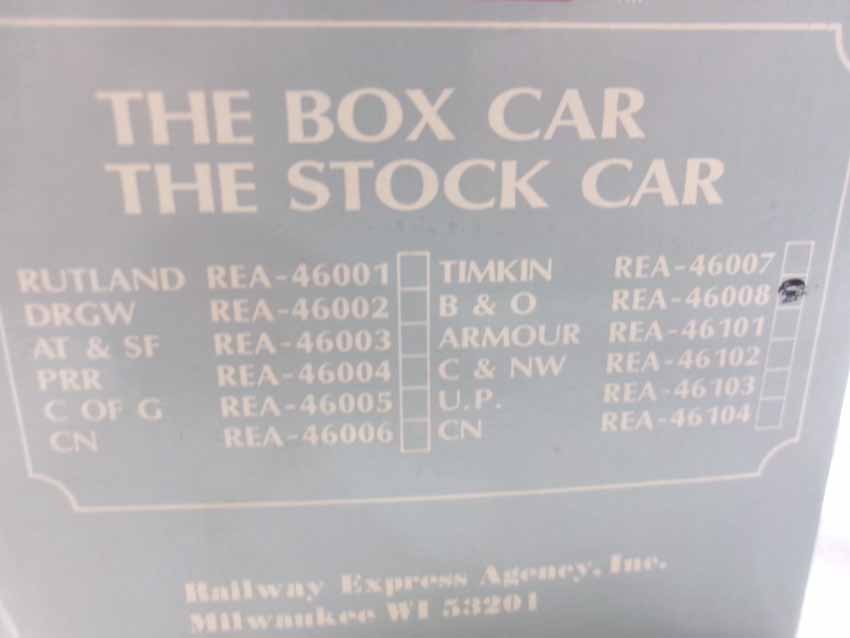 THE BOX CAR
THE STOCK CAR
RUTLAND REA-46001
DRGW REA-46002
AT & SF REA-46003
PRR REA-46004
C OF G REA-46005
CN REA-46006
TIMKIN REA-46007
B & O REA-46008
ARMOUR REA-46101
C & NW REA-46102
U.P. REA-46103
CN REA-46104
Railway Express Agency, Inc.
Milwaukee WI 53201